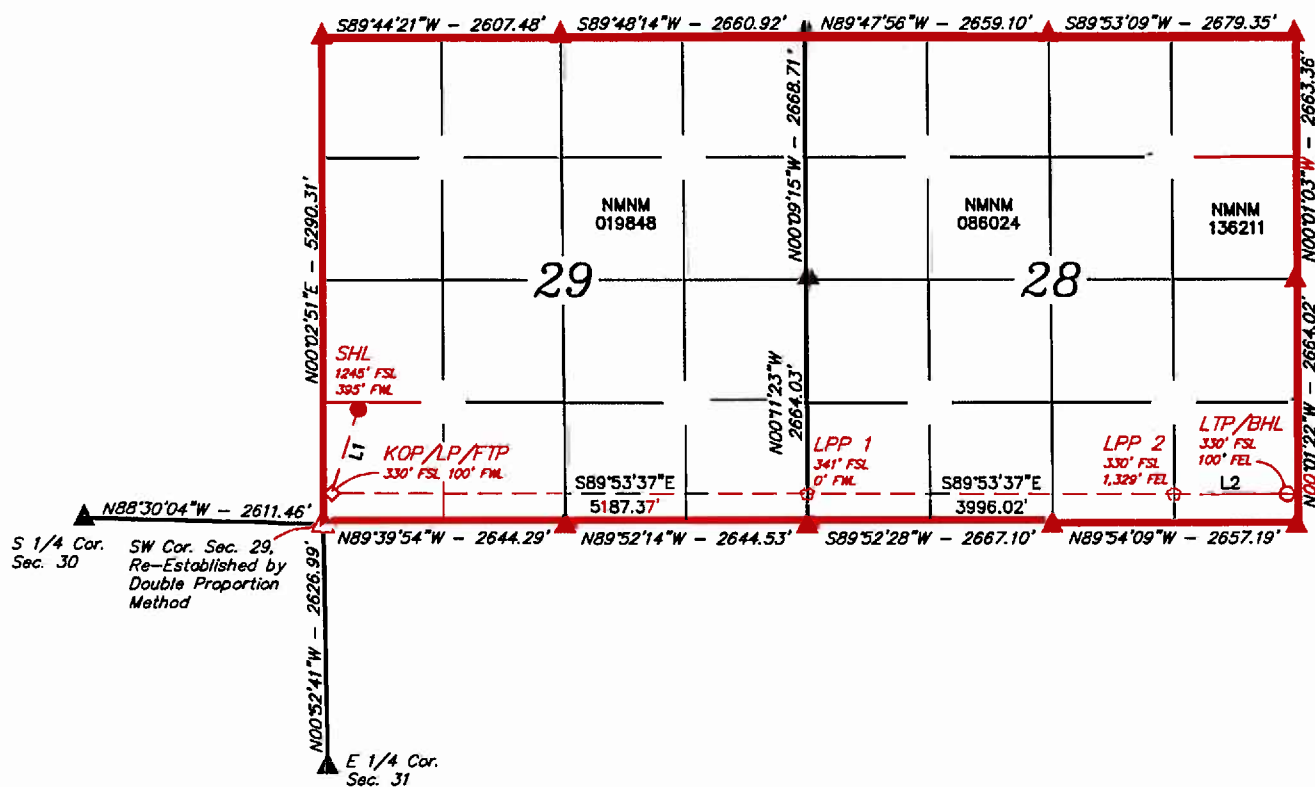 S89°44'21"W - 2607.48'
S89°48'14"W - 2660.92'
N89°47'56"W - 2659.10'
S89°53'09"W - 2679.35'
N00°02'51"E - 5290.31'
N00°09'15"W - 2668.71'
N00°01'03"W - 2663.36'
NMNM
019848
NMNM
086024
NMNM
136211
29
28
SHL
1245' FSL
395' FWL
L1
KOP/LP/FTP
330' FSL 100' FWL
N00°11'23"W
2664.03'
LPP 1
341' FSL
0' FWL
LPP 2
330' FSL
1,329' FEL
LTP/BHL
330' FSL
100' FEL
N00°01'22"W - 2664.02'
S89°53'37"E
5187.37'
S89°53'37"E
3996.02'
L2
N88°30'04"W - 2611.46'
N89°39'54"W - 2644.29'
N89°52'14"W - 2644.53'
S89°52'28"W - 2667.10'
N89°54'09"W - 2657.19'
S 1/4 Cor.
Sec. 30
SW Cor. Sec. 29,
Re-Established by
Double Proportion
Method
N00°52'41"W - 2626.99'
E 1/4 Cor.
Sec. 31